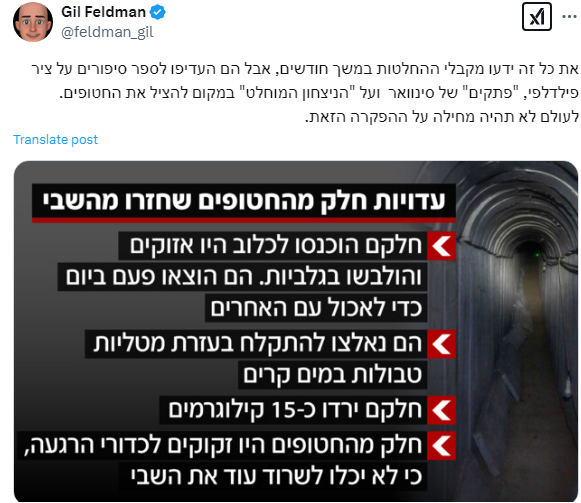 Gil Feldman
@feldman_gil
את כל זה ידעו מקבלי ההחלטות במשך חודשים, אבל הם העדיפו לספר סיפורים על ציר
פילדלפי, "פתקים" של סינוואר ועל "הניצחון המוחלט" במקום להציל את החטופים.
לעולם לא תהיה מחילה על ההפקרה הזאת.
Translate post
עדויות חלק מהחטופים שחזרו מהשבי
חלקם הוכנסו לכלוב היו אזוקים
והולבשו בגלביות. הם הוצאו פעם ביום
כדי לאכול עם האחרים
הם נאלצו להתקלח בעזרת מטליות
טבולות במים קרים
חלקם ירדו כ-15 קילוגרמים
חלק מהחטופים היו זקוקים לכדורי הרגעה,
כי לא יכלו לשרוד עוד את השבי